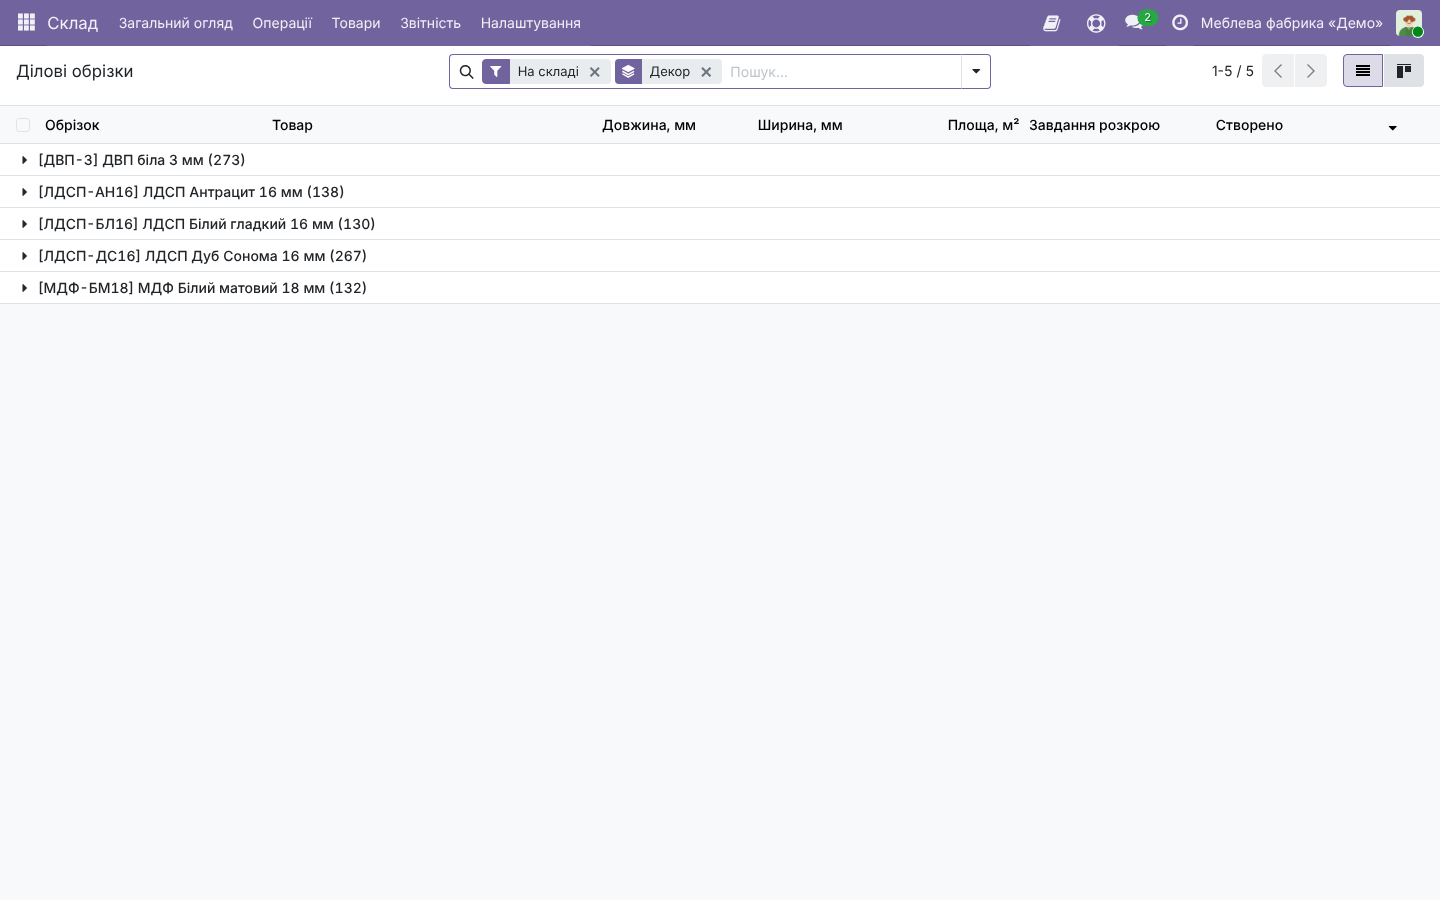 Склад Загальний огляд Операції Товари Звітність Налаштування 2 Меблева фабрика «Демо»
Ділові обрізки На складі Декор Пошук... 1-5 / 5
Обрізок Товар Довжина, мм Ширина, мм Площа, м² Завдання розкрою Створено
[ДВП-3] ДВП біла 3 мм (273)
[ЛДСП-АН16] ЛДСП Антрацит 16 мм (138)
[ЛДСП-БЛ16] ЛДСП Білий гладкий 16 мм (130)
[ЛДСП-ДС16] ЛДСП Дуб Сонома 16 мм (267)
[МДФ-БМ18] МДФ Білий матовий 18 мм (132)